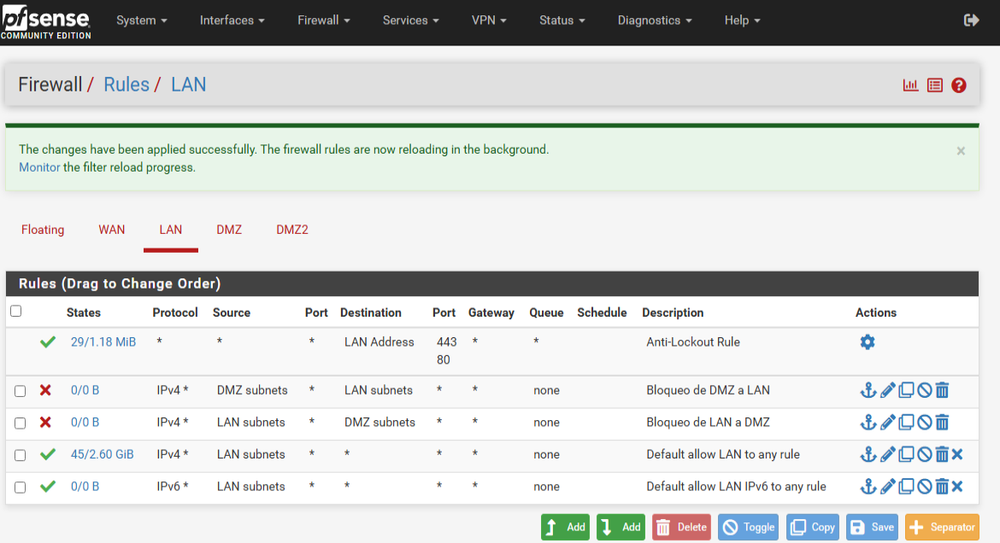 pfsense
COMMUNITY EDITION
System Interfaces Firewall Services VPN Status Diagnostics Help
Firewall / Rules / LAN
The changes have been applied successfully. The firewall rules are now reloading in the background.
Monitor the filter reload progress.
×
Floating WAN LAN DMZ DMZ2
Rules (Drag to Change Order)
States Protocol Source Port Destination Port Gateway Queue Schedule Description Actions
29/1.18 MiB * * * LAN Address 443 * * Anti-Lockout Rule
80
0/0 B IPv4 * DMZ subnets * LAN subnets * * none Bloqueo de DMZ a LAN
0/0 B IPv4 * LAN subnets * DMZ subnets * * none Bloqueo de LAN a DMZ
45/2.60 GiB IPv4 * LAN subnets * * * * none Default allow LAN to any rule
0/0 B IPv6 * LAN subnets * * * * none Default allow LAN IPv6 to any rule
Add Add Delete Toggle Copy Save Separator